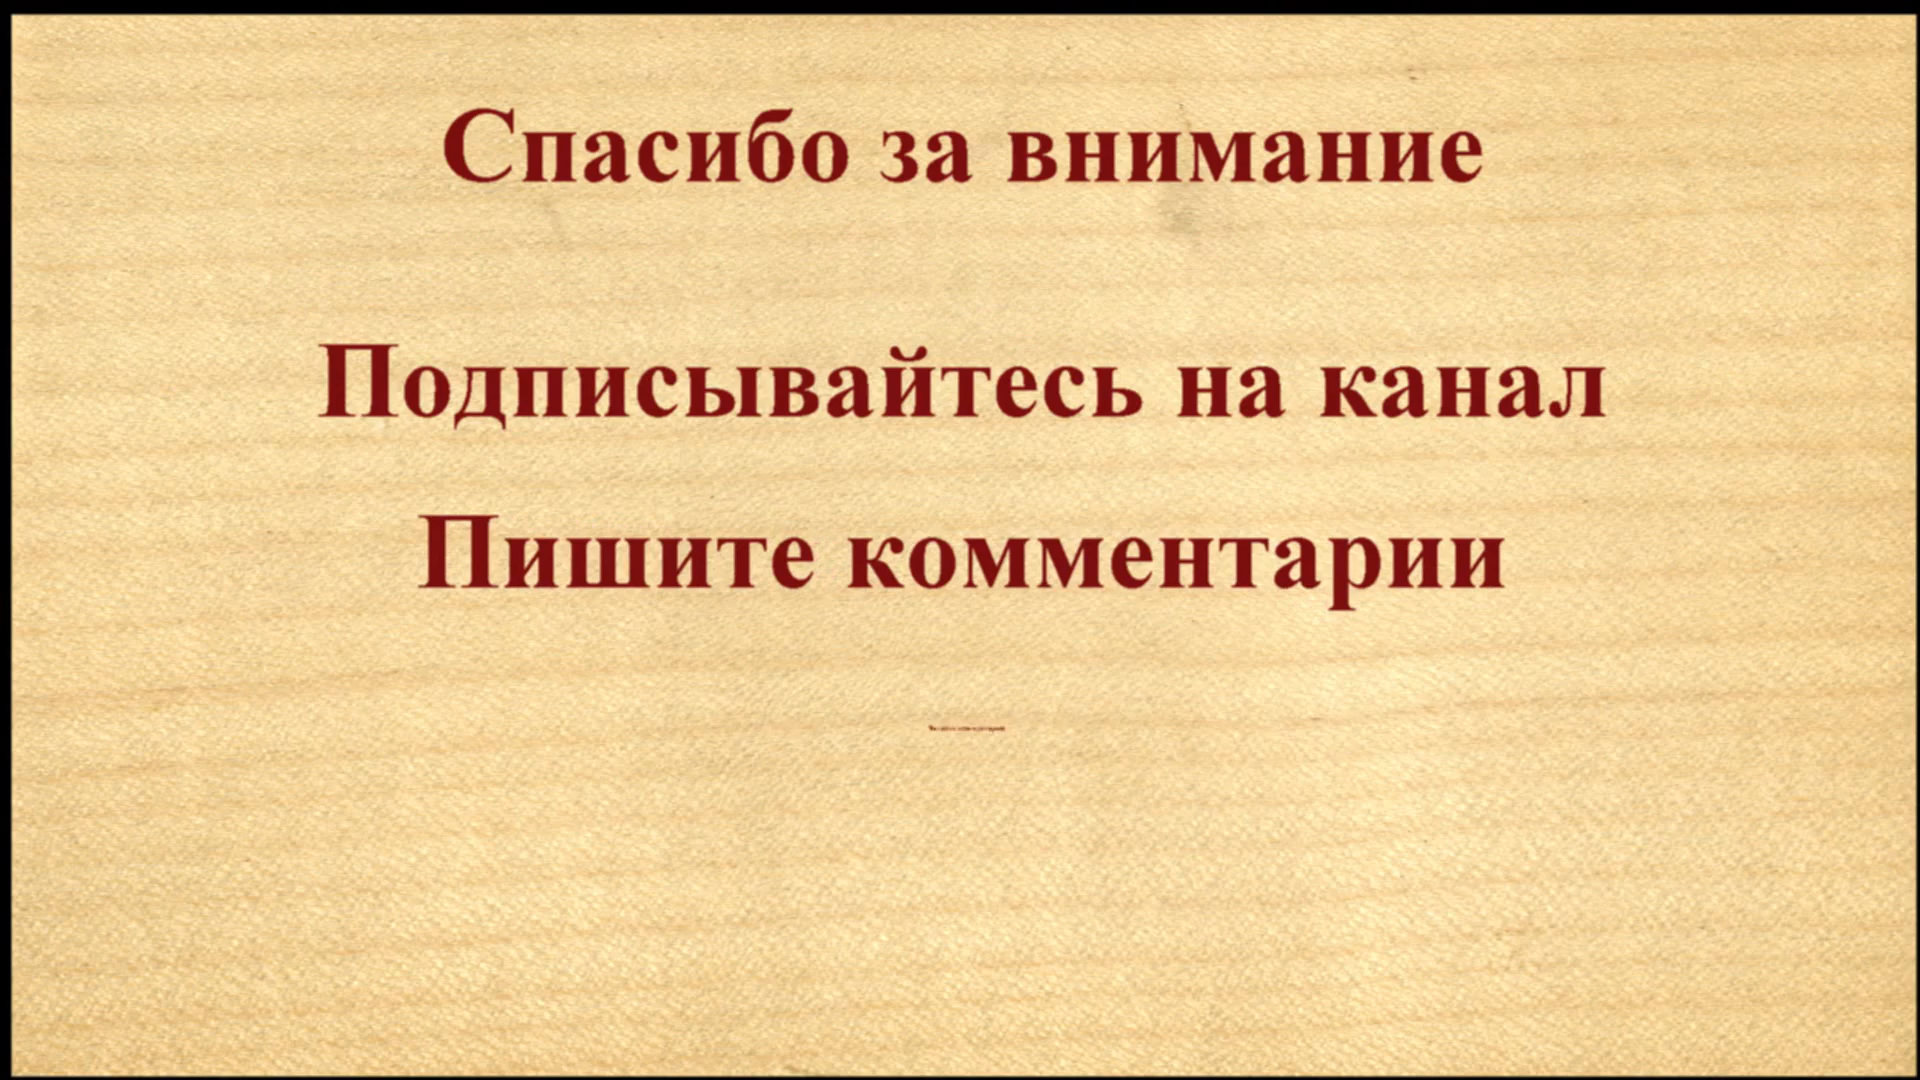 Спасибо за внимание
Подписывайтесь на канал
Пишите комментарии